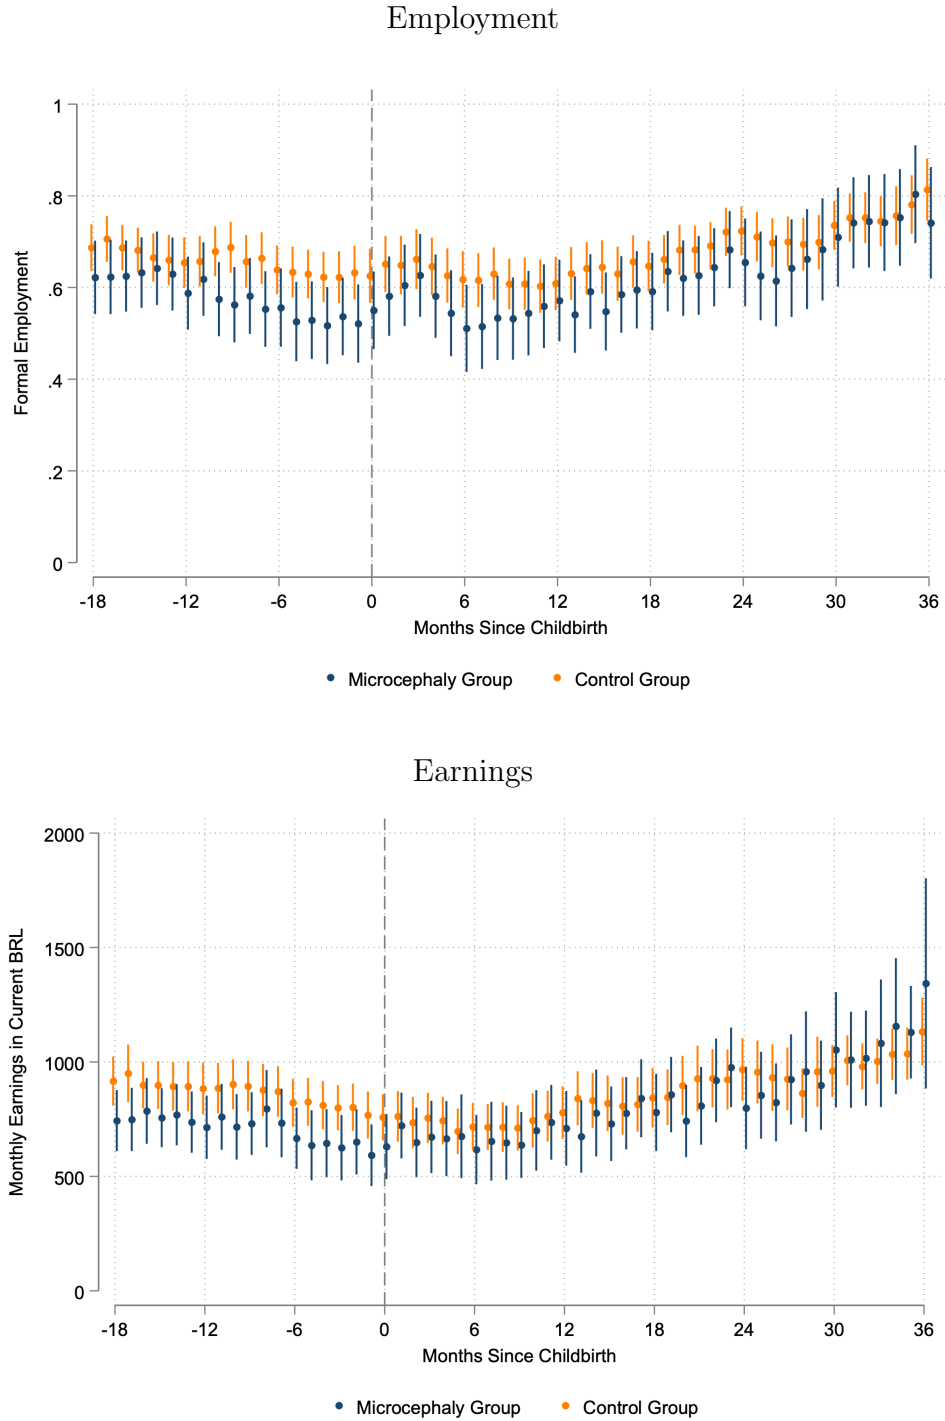 Employment
Formal Employment
1
.8
.6
.4
.2
0
-18 -12 -6 0 6 12 18 24 30 36
Months Since Childbirth
Microcephaly Group Control Group
Earnings
Monthly Earnings in Current BRL
2000
1500
1000
500
0
-18 -12 -6 0 6 12 18 24 30 36
Months Since Childbirth
Microcephaly Group Control Group